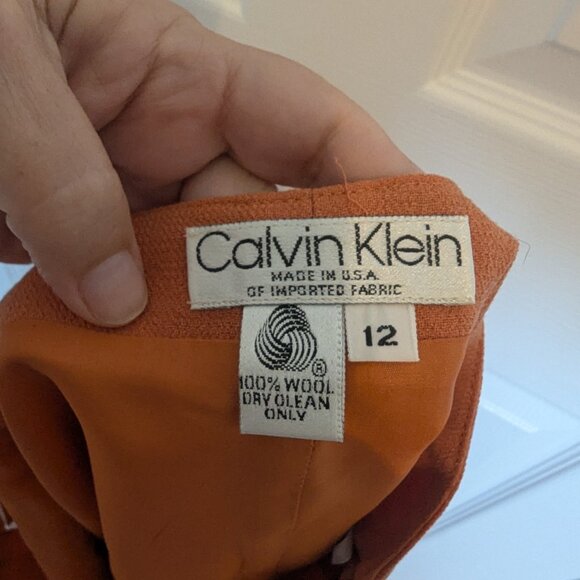 Calvin Klein
MADE IN U.S.A.
OF IMPORTED FABRIC
12
®
100% WOOL
DRY CLEAN
ONLY